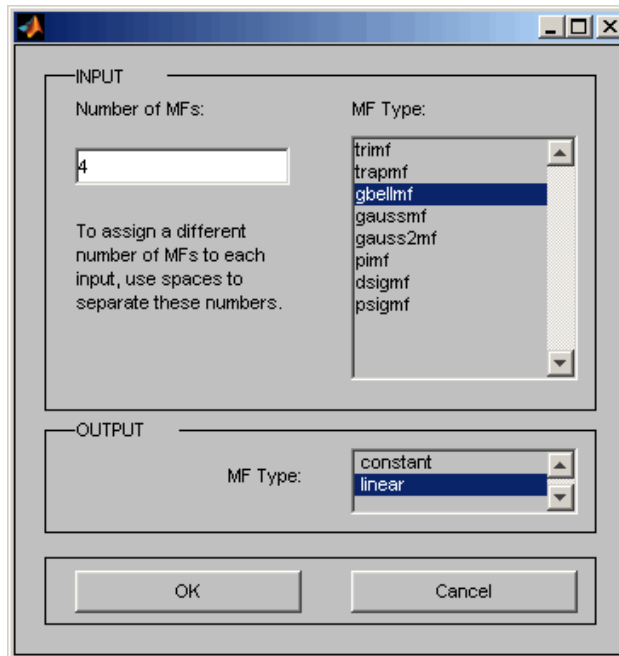 INPUT
Number of MFs:
4
To assign a different
number of MFs to each
input, use spaces to
separate these numbers.
MF Type:
trimf
trapmf
gbellmf
gaussmf
gauss2mf
pimf
dsigmf
psigmf
OUTPUT
MF Type:
constant
linear
OK
Cancel